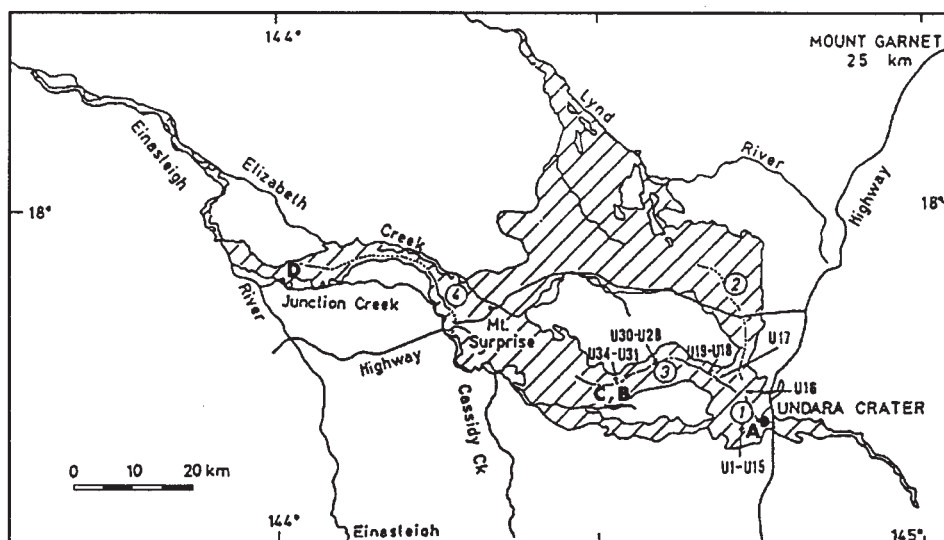 144°
MOUNT GARNET
25 km
Lynd
River
Highway
Einasleigh
Elizabeth
18°
18°
Creek
D
2
River
Junction Creek
4
Mt.
Surprise
Highway
U30-U28
U19-U18
U17
U34-U31
3
U16
C, B
1
UNDARA CRATER
A
Cassidy Ck
U1-U15
0 10 20 km
144°
Einasleigh
145°